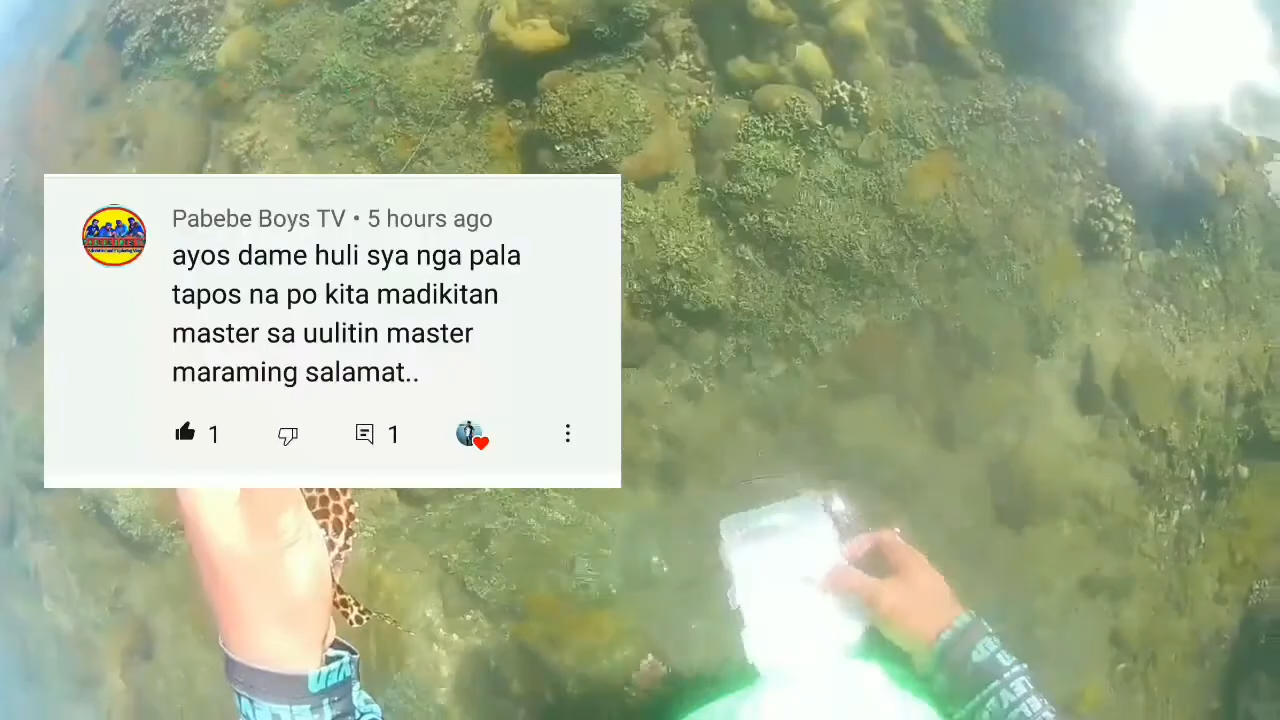 Pabebe Boys TV • 5 hours ago
ayos dame huli sya nga pala
tapos na po kita madikitan
master sa uulitin master
maraming salamat..
1 1